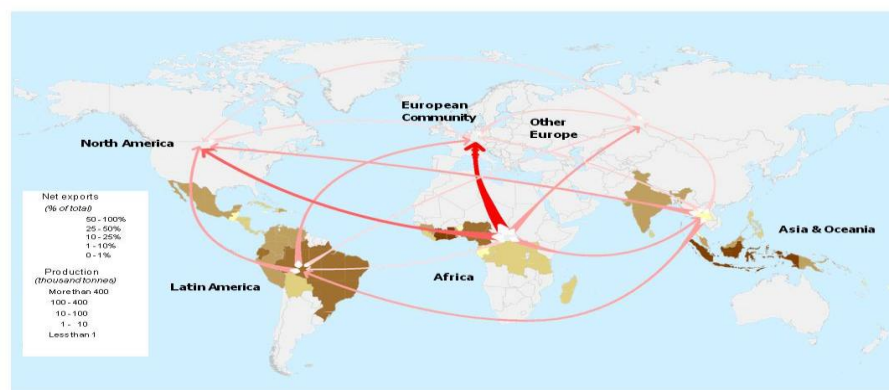 European
Community
Other
Europe
North America
Asia & Oceania
Africa
Latin America
Net exports
(% of total)
50 - 100%
25 - 50%
10 - 25%
1 - 10%
0 - 1%
Production
(thousand tonnes)
More than 400
100 - 400
10 - 100
1 - 10
Less than 1